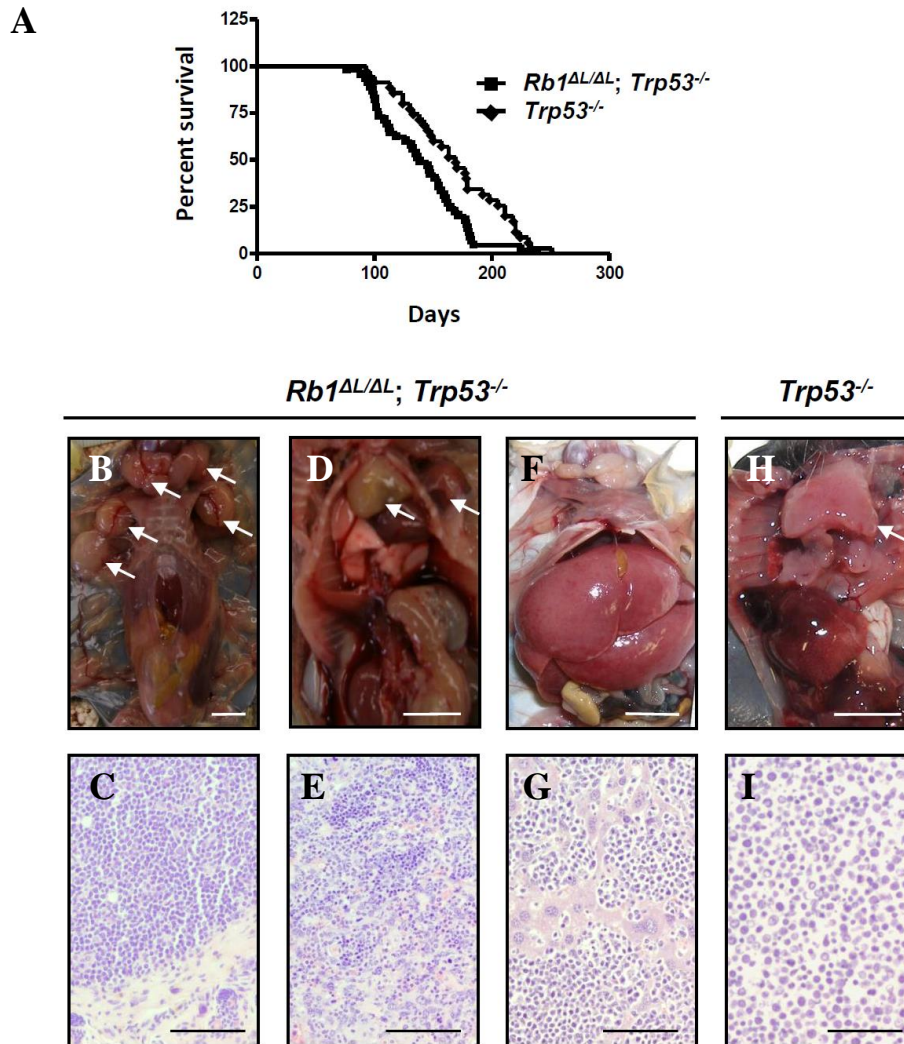 A
125
100
75
50
25
0
Percent survival
0 100 200 300
Days
Rb1ΔL/ΔL; Trp53-/-
Trp53-/-
Rb1ΔL/ΔL; Trp53-/- Trp53-/-
B D F H
C E G I